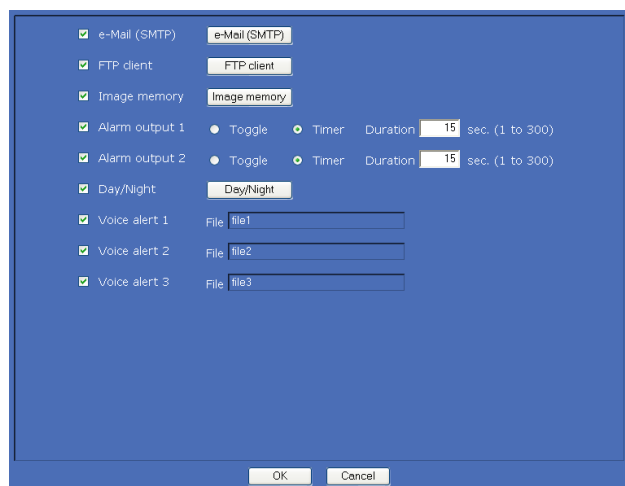 e-Mail (SMTP) e-Mail (SMTP)
FTP client FTP client
Image memory Image memory
Alarm output 1 Toggle Timer Duration 15 sec. (1 to 300)
Alarm output 2 Toggle Timer Duration 15 sec. (1 to 300)
Day/Night Day/Night
Voice alert 1 File file1
Voice alert 2 File file2
Voice alert 3 File file3
OK Cancel